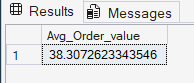 Results Messages
Avg_Order_value
1 38.3072623343546